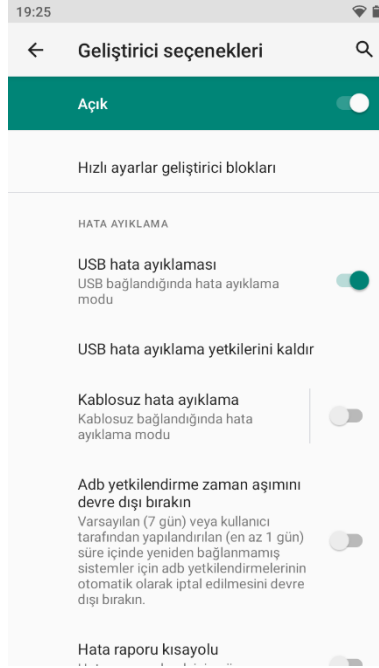 19:25
Geliştirici seçenekleri
Açık
Hızlı ayarlar geliştirici blokları
HATA AYIKLAMA
USB hata ayıklaması
USB bağlandığında hata ayıklama
modu
USB hata ayıklama yetkilerini kaldır
Kablosuz hata ayıklama
Kablosuz bağlandığında hata
ayıklama modu
Adb yetkilendirme zaman aşımını
devre dışı bırakın
Varsayılan (7 gün) veya kullanıcı
tarafından yapılandırılan (en az 1 gün)
süre içinde yeniden bağlanmamış
sistemler için adb yetkilendirmelerinin
otomatik olarak iptal edilmesini devre
dışı bırakın.
Hata raporu kısayolu